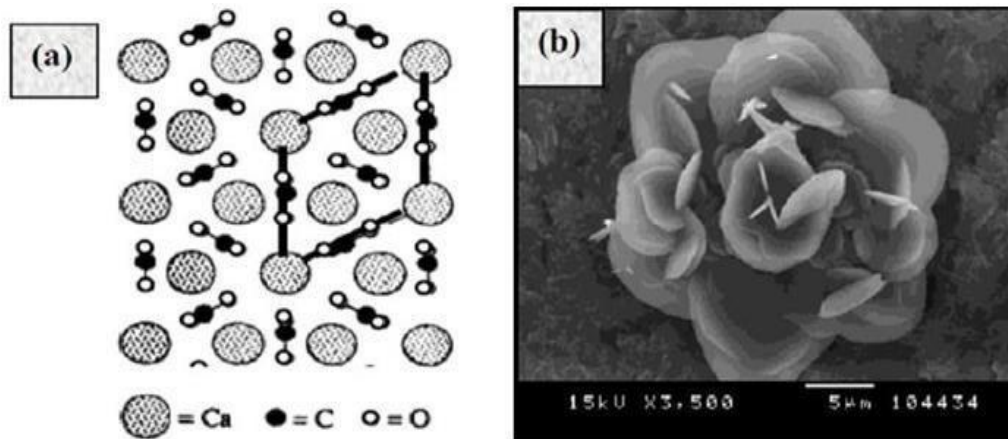 (a)
= Ca = C = O
(b)
15kU X3,500 5µm 104434